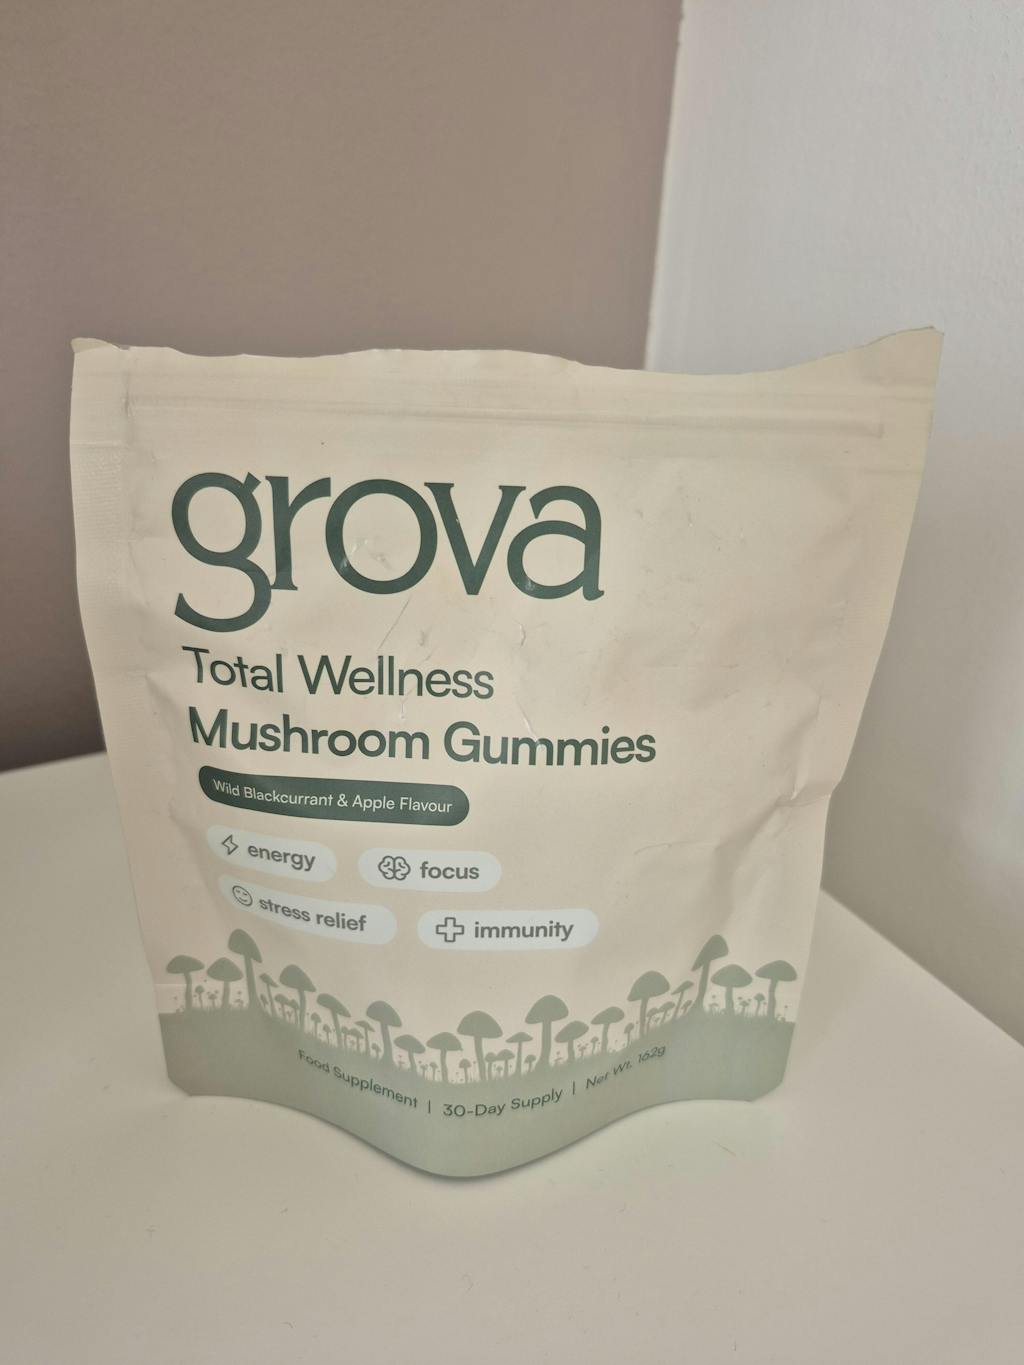 grova
Total Wellness
Mushroom Gummies
Wild Blackcurrant & Apple Flavour
energy
focus
stress relief
immunity
Food Supplement | 30-Day Supply | Net Wt. 162g